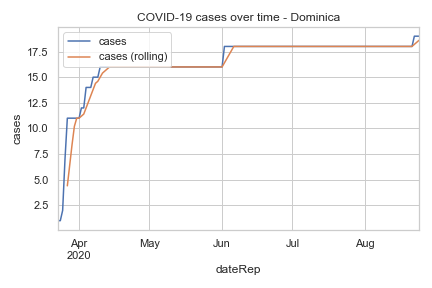 COVID-19 cases over time - Dominica
cases
cases (rolling)
17.5
15.0
12.5
10.0
7.5
5.0
2.5
cases
Apr
2020
May
Jun
Jul
Aug
dateRep